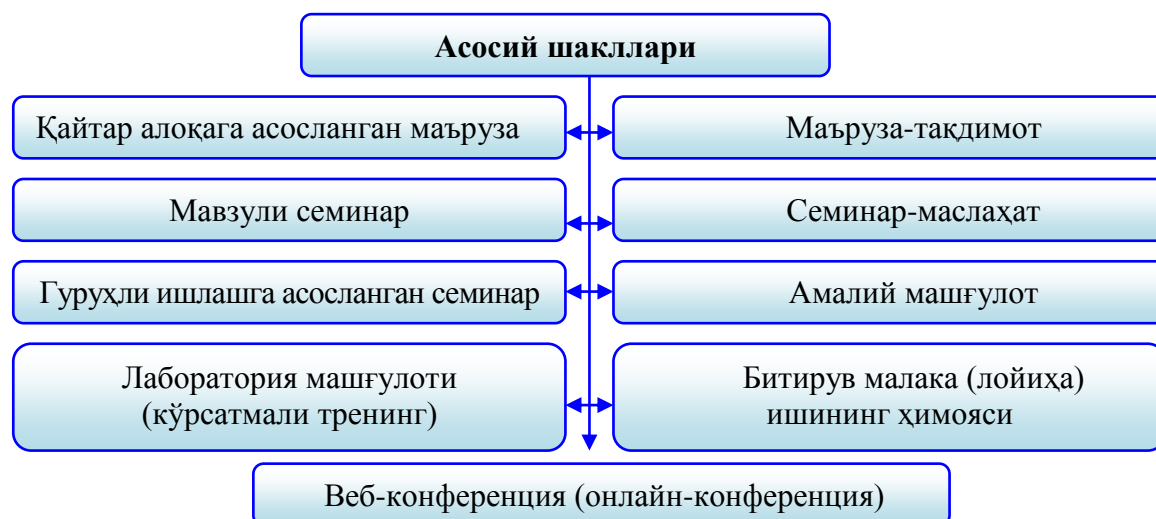 Асосий шакллари
Қайтар алоқага асосланган маъруза
Маъруза-тақдимот
Мавзули семинар
Семинар-маслаҳат
Гуруҳли ишлашга асосланган семинар
Амалий машғулот
Лаборатория машғулоти
(кўрсатмали тренинг)
Битирув малака (лойиҳа)
ишининг ҳимояси
Веб-конференция (онлайн-конференция)